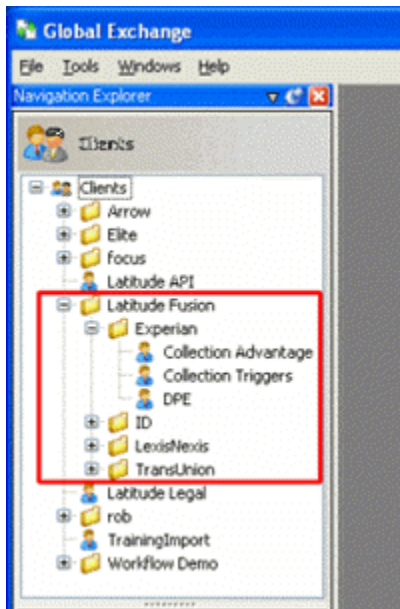 Global Exchange
File Tools Windows Help
Navigation Explorer
Clients
Clients
Arrow
Elite
focus
Latitude API
Latitude Fusion
Experian
Collection Advantage
Collection Triggers
DPE
ID
LexisNexis
TransUnion
Latitude Legal
rob
TrainingImport
Workflow Demo